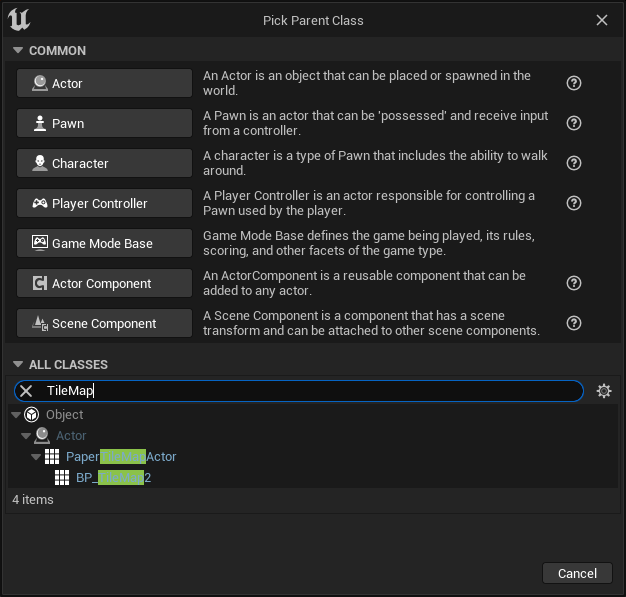 Pick Parent Class
COMMON
Actor
An Actor is an object that can be placed or spawned in the
world.
Pawn
A Pawn is an actor that can be 'possessed' and receive input
from a controller.
Character
A character is a type of Pawn that includes the ability to walk
around.
Player Controller
A Player Controller is an actor responsible for controlling a
Pawn used by the player.
Game Mode Base
Game Mode Base defines the game being played, its rules,
scoring, and other facets of the game type.
Actor Component
An ActorComponent is a reusable component that can be
added to any actor.
Scene Component
A Scene Component is a component that has a scene
transform and can be attached to other scene components.
ALL CLASSES
TileMap
Object
Actor
PaperTileMapActor
BP_TileMap2
4 items
Cancel